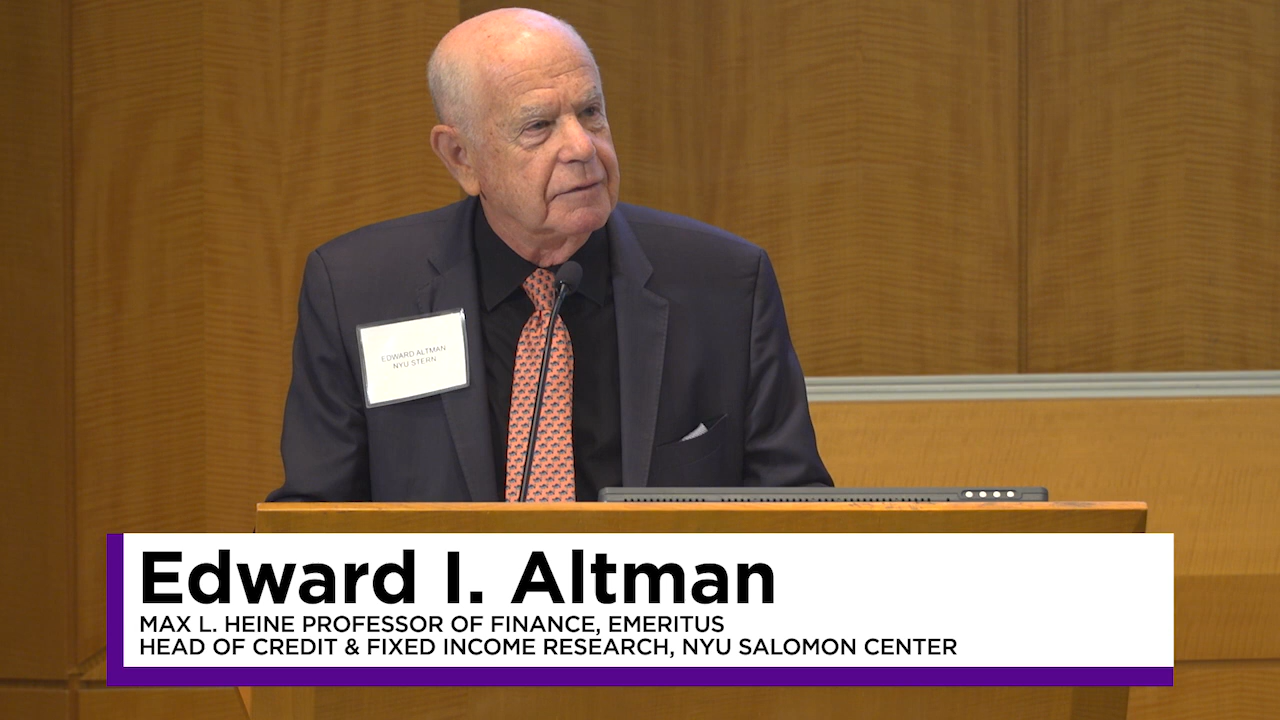 EDWARD ALTMAN
NYU STERN
Edward I. Altman
MAX L. HEINE PROFESSOR OF FINANCE, EMERITUS
HEAD OF CREDIT & FIXED INCOME RESEARCH, NYU SALOMON CENTER